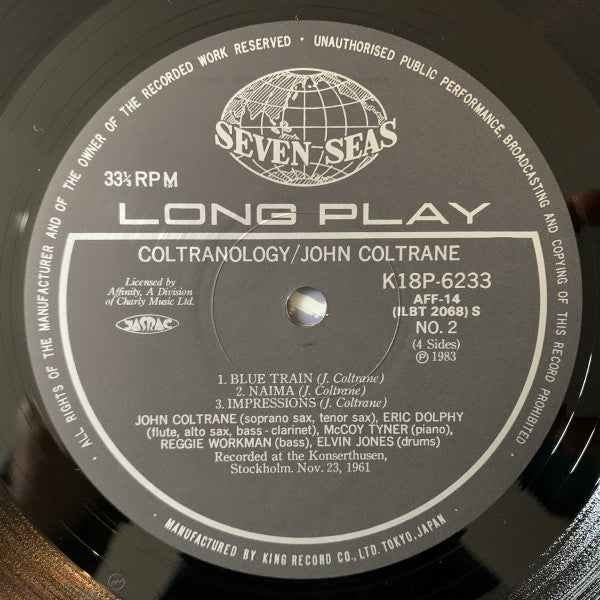 ALL RIGHTS OF THE MANUFACTURER AND OF THE OWNER OF THE RECORDED WORK RESERVED · UNAUTHORISED PUBLIC PERFORMANCE, BROADCASTING AND COPYING OF THIS RECORD PROHIBITED
SEVEN SEAS
33⅓ RPM
LONG PLAY
COLTRANOLOGY/JOHN COLTRANE
Licensed by
Affinity, A Division
of Charly Music Ltd.
JASRAC
K18P-6233
AFF-14
(ILBT 2068) S
NO. 2
(4 Sides)
Ⓟ 1983
1. BLUE TRAIN (J. Coltrane)
2. NAIMA (J. Coltrane)
3. IMPRESSIONS (J. Coltrane)
JOHN COLTRANE (soprano sax, tenor sax), ERIC DOLPHY
(flute, alto sax, bass-clarinet), McCOY TYNER (piano),
REGGIE WORKMAN (bass), ELVIN JONES (drums)
Recorded at the Konserthusen,
Stockholm. Nov. 23, 1961
· MANUFACTURED BY KING RECORD CO., LTD. TOKYO, JAPAN ·